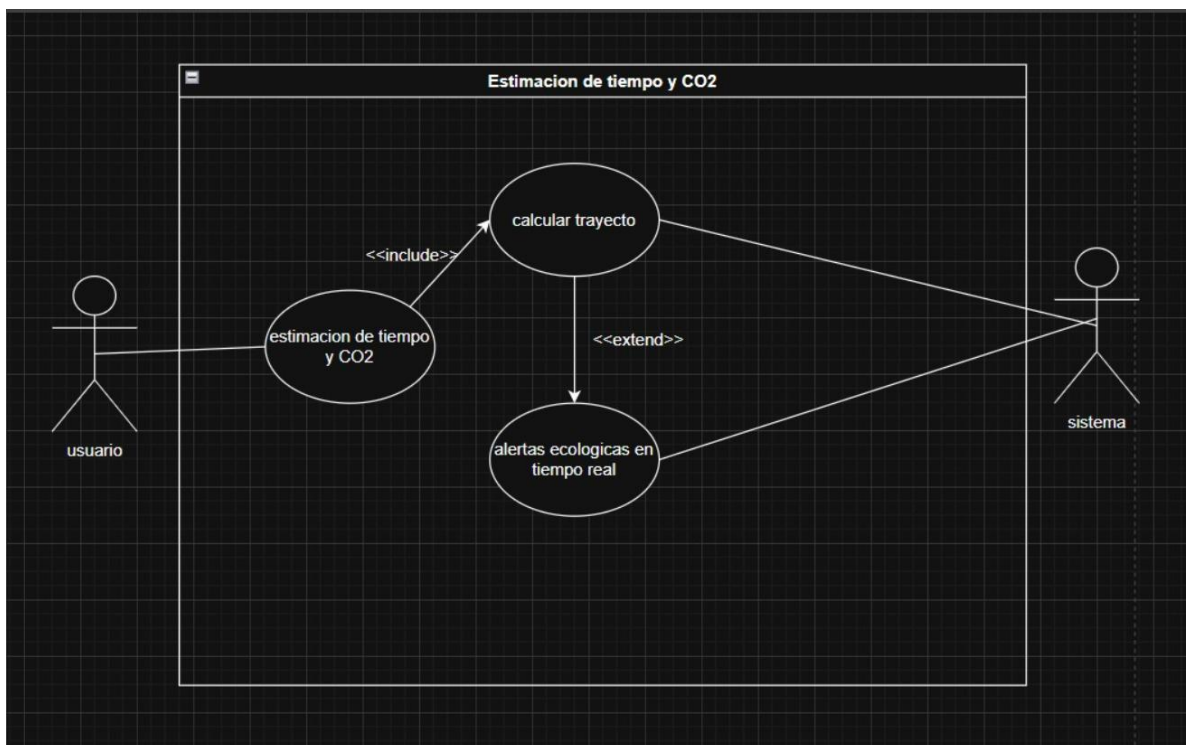 Estimacion de tiempo y CO2
calcular trayecto
<<include>>
estimacion de tiempo
y CO2
<<extend>>
alertas ecologicas en
tiempo real
usuario
sistema